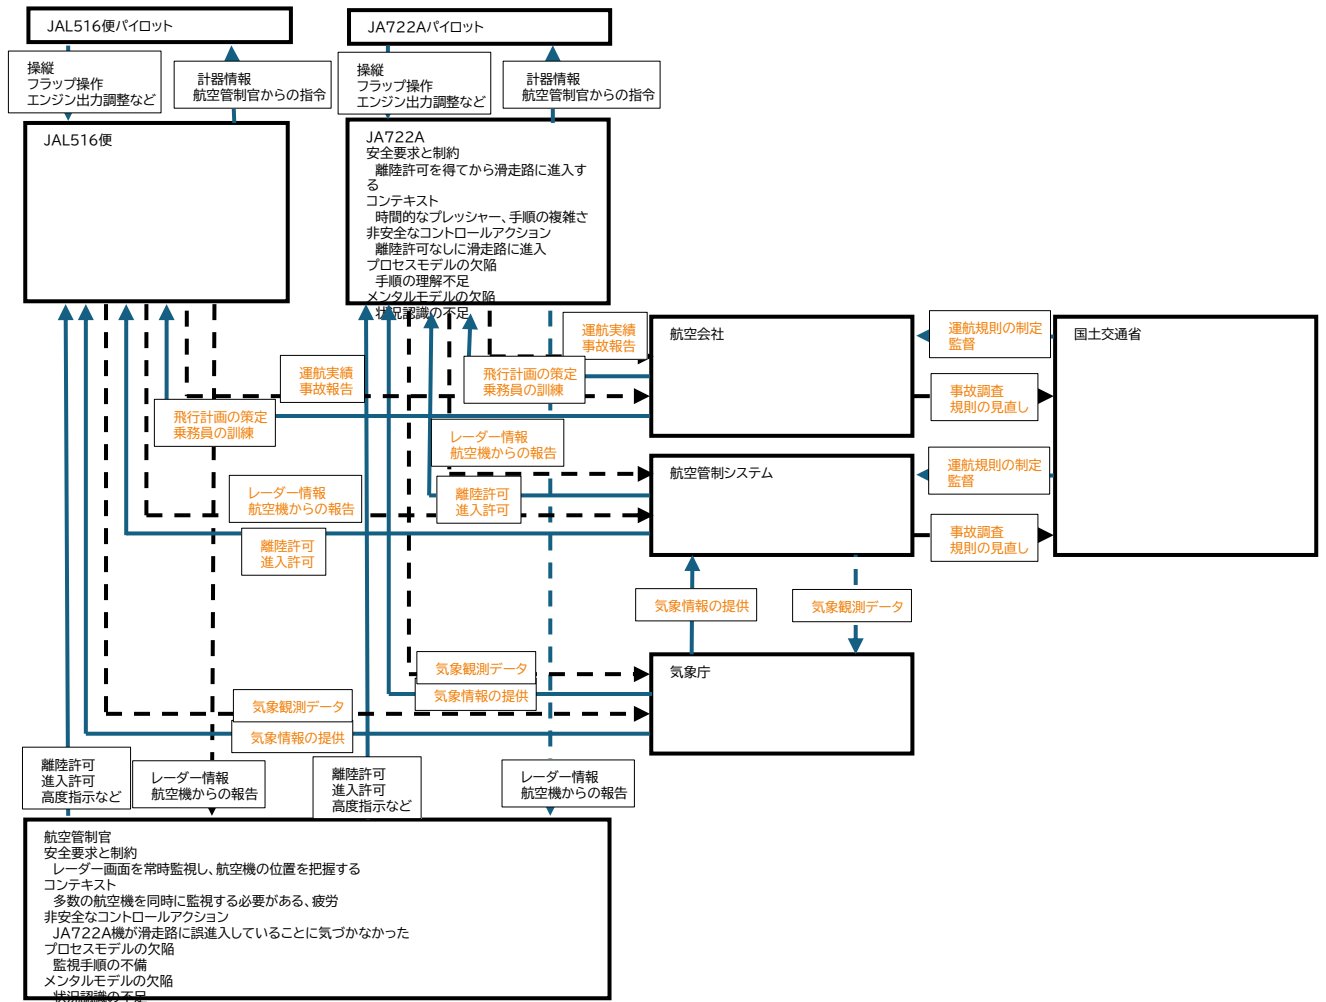 JAL516便パイロット
JA722Aパイロット
操縦
フラップ操作
エンジン出力調整など
計器情報
航空管制官からの指令
操縦
フラップ操作
エンジン出力調整など
計器情報
航空管制官からの指令
JAL516便
JA722A
安全要求と制約
離陸許可を得てから滑走路に進入す
る
コンテキスト
時間的なプレッシャー、手順の複雑さ
非安全なコントロールアクション
離陸許可なしに滑走路に進入
プロセスモデルの欠陥
手順の理解不足
メンタルモデルの欠陥
状況認識の不足
運航実績
事故報告
航空会社
運航規則の制定
監督
国土交通省
運航実績
事故報告
飛行計画の策定
乗務員の訓練
事故調査
規則の見直し
飛行計画の策定
乗務員の訓練
レーダー情報
航空機からの報告
航空管制システム
運航規則の制定
監督
レーダー情報
航空機からの報告
離陸許可
進入許可
事故調査
規則の見直し
離陸許可
進入許可
気象情報の提供
気象観測データ
気象庁
気象観測データ
気象情報の提供
気象観測データ
気象情報の提供
離陸許可
進入許可
高度指示など
レーダー情報
航空機からの報告
離陸許可
進入許可
高度指示など
レーダー情報
航空機からの報告
航空管制官
安全要求と制約
レーダー画面を常時監視し、航空機の位置を把握する
コンテキスト
多数の航空機を同時に監視する必要がある、疲労
非安全なコントロールアクション
JA722A機が滑走路に誤進入していることに気づかなかった
プロセスモデルの欠陥
監視手順の不備
メンタルモデルの欠陥
状況認識の不足